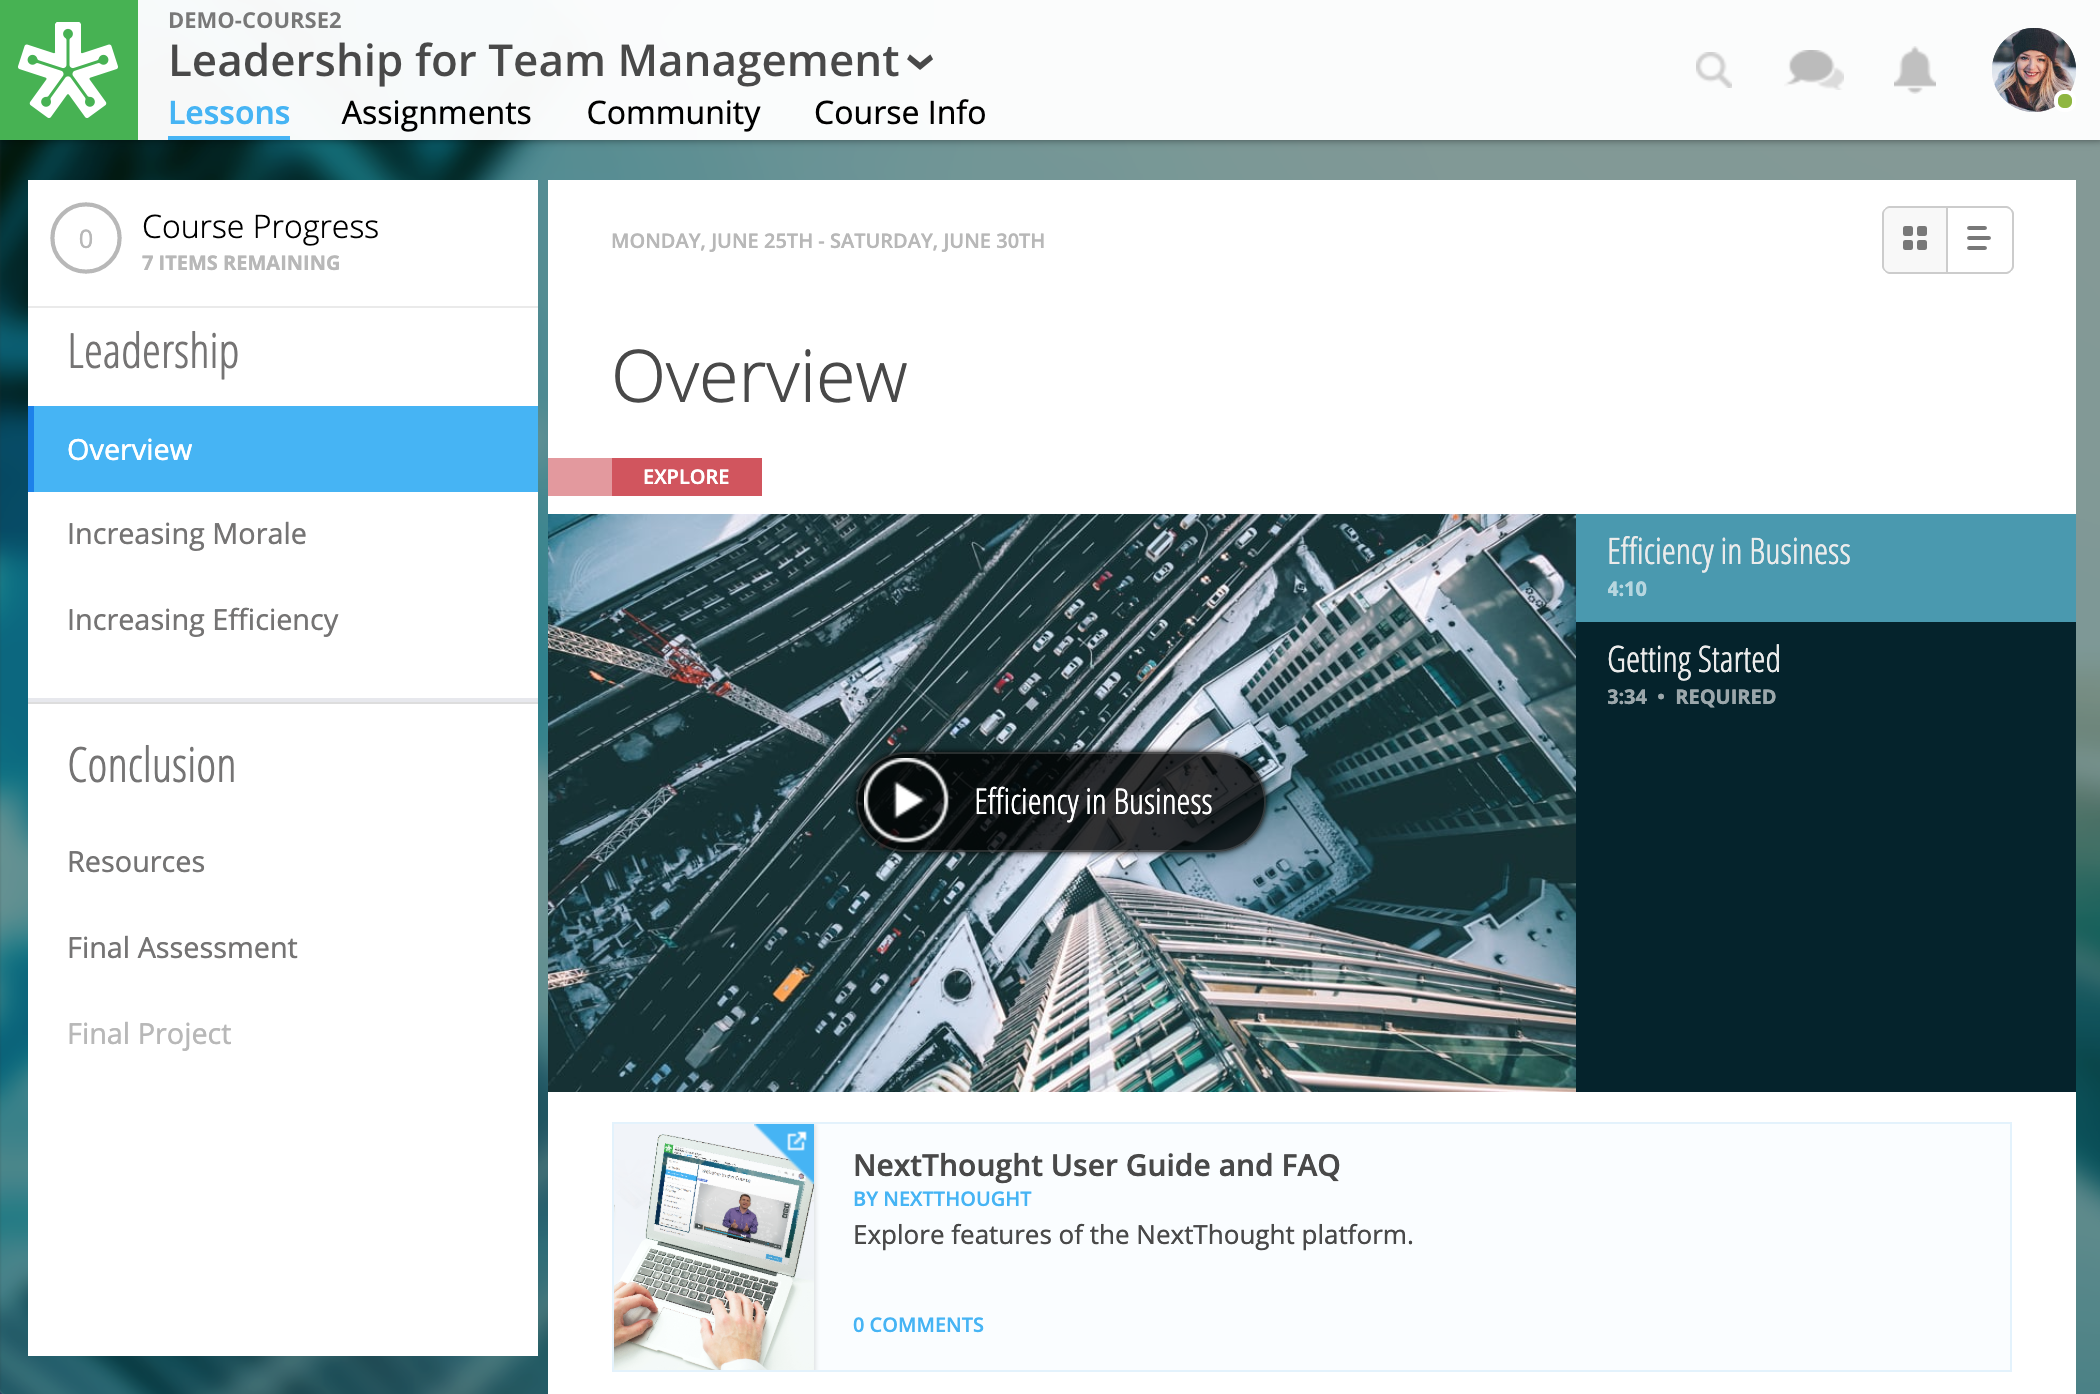 DEMO-COURSE2
Leadership for Team Management
Lessons Assignments Community Course Info
0
Course Progress
7 ITEMS REMAINING
Leadership
Overview
Increasing Morale
Increasing Efficiency
Conclusion
Resources
Final Assessment
Final Project
MONDAY, JUNE 25TH - SATURDAY, JUNE 30TH
Overview
EXPLORE
Efficiency in Business
Efficiency in Business
4:10
Getting Started
3:34 • REQUIRED
NextThought User Guide and FAQ
BY NEXTTHOUGHT
Explore features of the NextThought platform.
0 COMMENTS